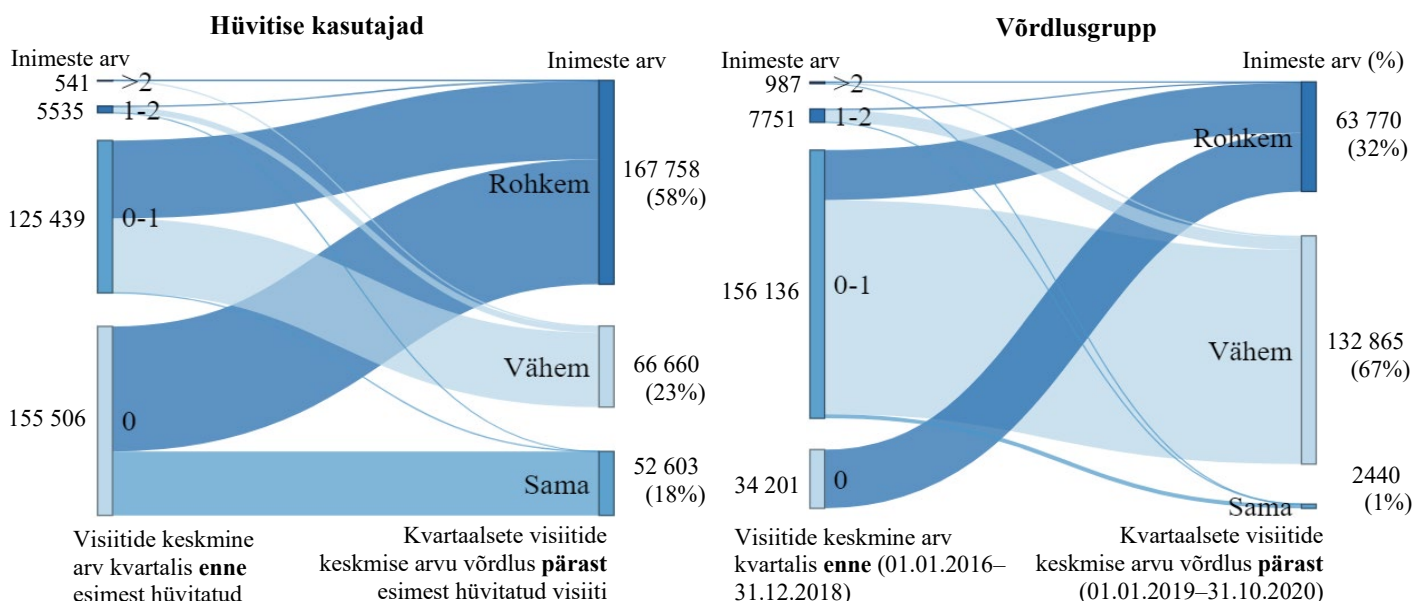 Hüvitise kasutajad
Inimeste arv
Inimeste arv
541
>2
5535
1-2
125 439
0-1
155 506
0
Rohkem
167 758
(58%)
Vähem
66 660
(23%)
Sama
52 603
(18%)
Visiitide keskmine
arv kvartalis enne
esimest hüvitatud
Kvartaalsete visiitide
keskmise arvu võrdlus pärast
esimest hüvitatud visiiti
Võrdlusgrupp
Inimeste arv
Inimeste arv (%)
987
>2
7751
1-2
156 136
0-1
34 201
0
Rohkem
63 770
(32%)
Vähem
132 865
(67%)
Sama
2440
(1%)
Visiitide keskmine arv
kvartalis enne (01.01.2016–
31.12.2018)
Kvartaalsete visiitide
keskmise arvu võrdlus pärast
(01.01.2019–31.10.2020)